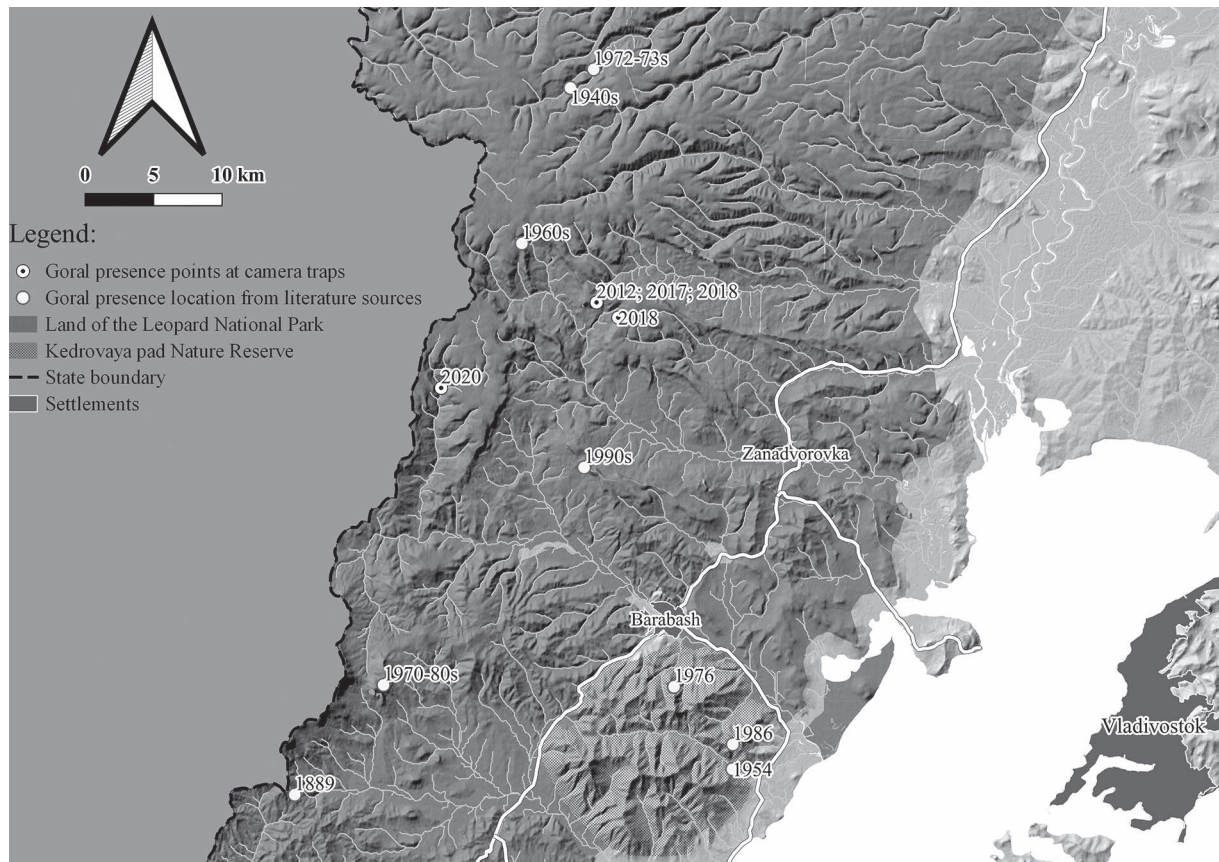 1972-73s
1940s
0 5 10 km
Legend:
Goral presence points at camera traps
Goral presence location from literature sources
Land of the Leopard National Park
Kedrovaya pad Nature Reserve
State boundary
Settlements
1960s
2012; 2017; 2018
2018
2020
1990s
Zanadvorovka
Barabash
1970-80s
1976
1986
1954
1889
Vladivostok